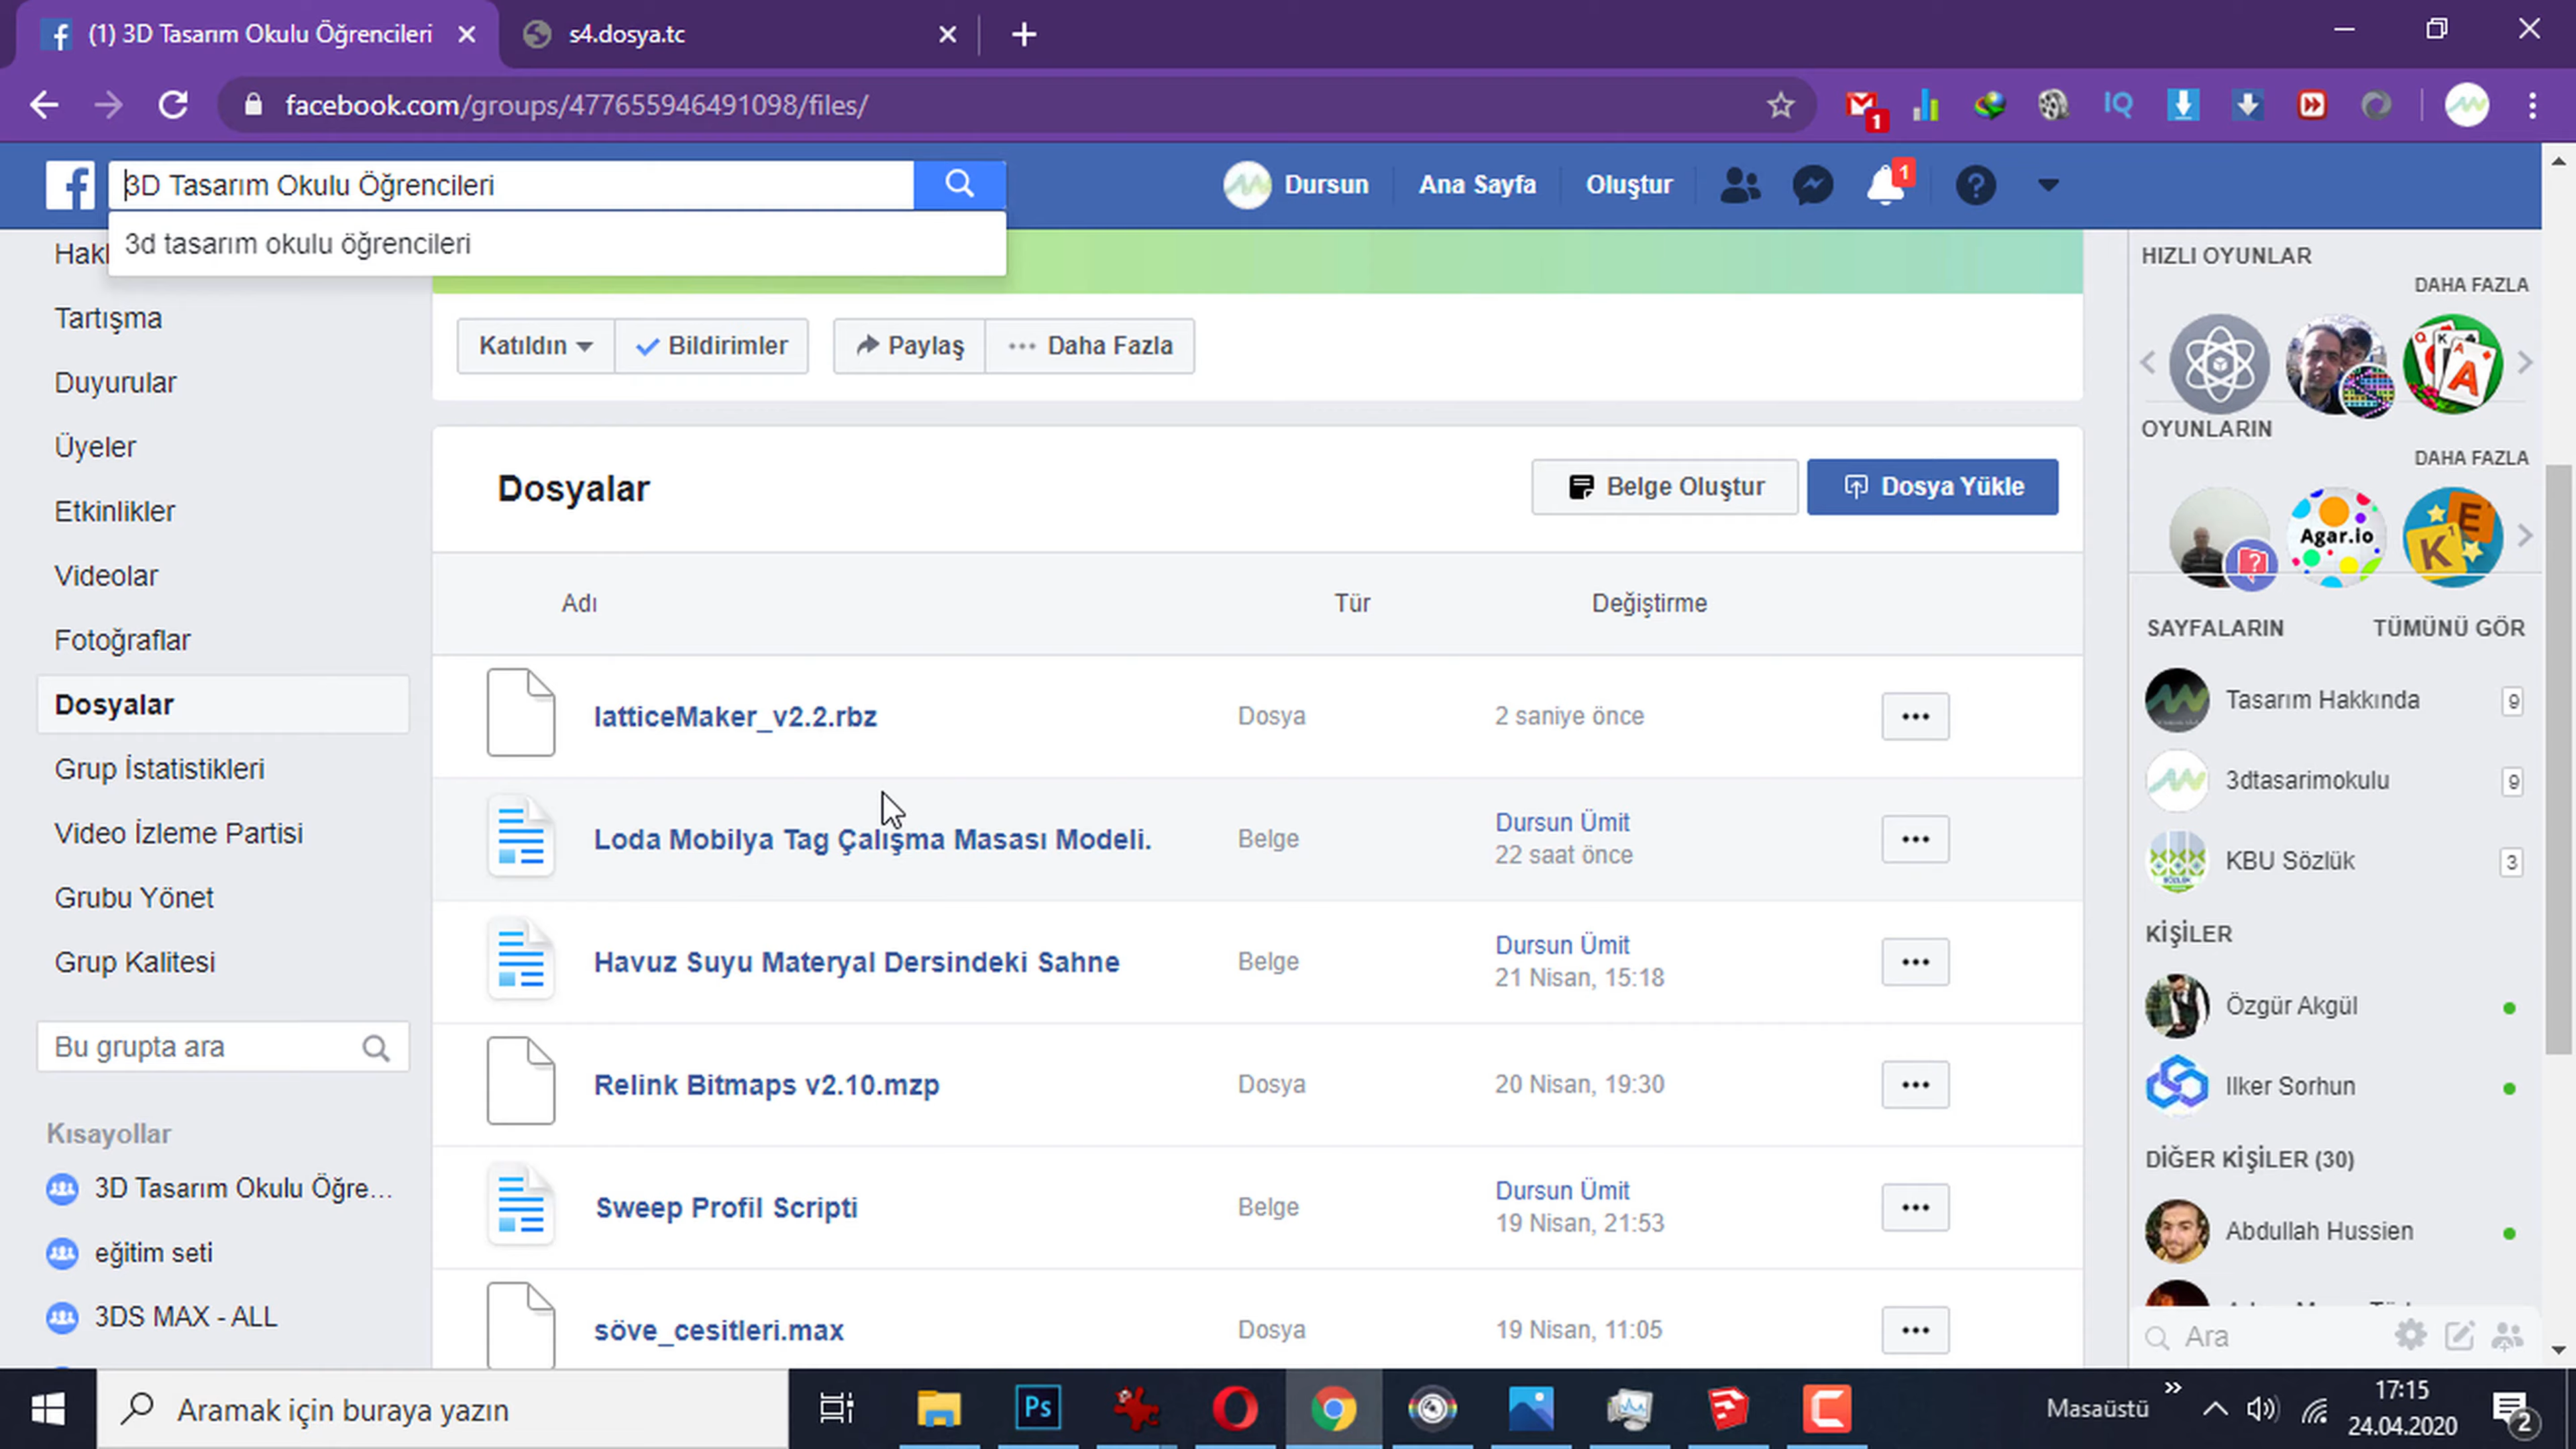 (1) 3D Tasarım Okulu Öğrencileri
s4.dosya.tc
facebook.com/groups/477655946491098/files/
IQ
1
3D Tasarım Okulu Öğrencileri
Dursun
Ana Sayfa
Oluştur
1
3d tasarım okulu öğrencileri
Hakk
Tartışma
Duyurular
Üyeler
Etkinlikler
Videolar
Fotoğraflar
Dosyalar
Grup İstatistikleri
Video İzleme Partisi
Grubu Yönet
Grup Kalitesi
Bu grupta ara
Kısayollar
3D Tasarım Okulu Öğre...
eğitim seti
3DS MAX - ALL
Katıldın
Bildirimler
Paylaş
Daha Fazla
Dosyalar
Belge Oluştur
Dosya Yükle
Adı Tür Değiştirme
latticeMaker_v2.2.rbz Dosya 2 saniye önce
Loda Mobilya Tag Çalışma Masası Modeli. Belge Dursun Ümit
22 saat önce
Havuz Suyu Materyal Dersindeki Sahne Belge Dursun Ümit
21 Nisan, 15:18
Relink Bitmaps v2.10.mzp Dosya 20 Nisan, 19:30
Sweep Profil Scripti Belge Dursun Ümit
19 Nisan, 21:53
söve_cesitleri.max Dosya 19 Nisan, 11:05
HIZLI OYUNLAR
DAHA FAZLA
OYUNLARIN
DAHA FAZLA
Agar.io
SAYFALARIN TÜMÜNÜ GÖR
Tasarım Hakkında 9
3dtasarimokulu 9
KBU Sözlük 3
KİŞİLER
Özgür Akgül
Ilker Sorhun
DİĞER KİŞİLER (30)
Abdullah Hussien
Ara
Aramak için buraya yazın
Ps
Masaüstü
17:15
24.04.2020
2